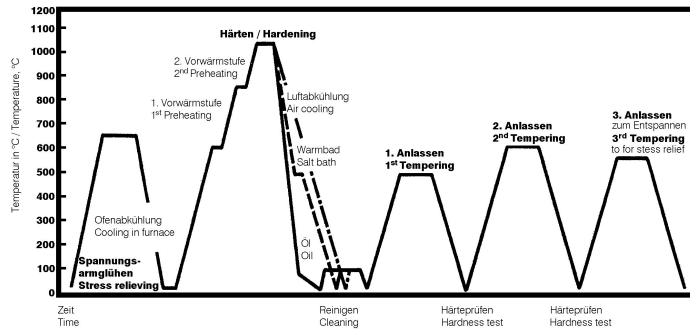 Temperatur in °C / Temperature, °C
1200
1100
1000
900
800
700
600
500
400
300
200
100
0
Ofenabkühlung
Cooling in furnace
Spannungs-
armglühen
Stress relieving
1. Vorwärmstufe
1st Preheating
2. Vorwärmstufe
2nd Preheating
Härten / Hardening
Luftabkühlung
Air cooling
Warmbad
Salt bath
Öl
Oil
1. Anlassen
1st Tempering
2. Anlassen
2nd Tempering
3. Anlassen
zum Entspannen
3rd Tempering
to for stess relief
Zeit
Time
Reinigen
Cleaning
Härteprüfen
Hardness test
Härteprüfen
Hardness test